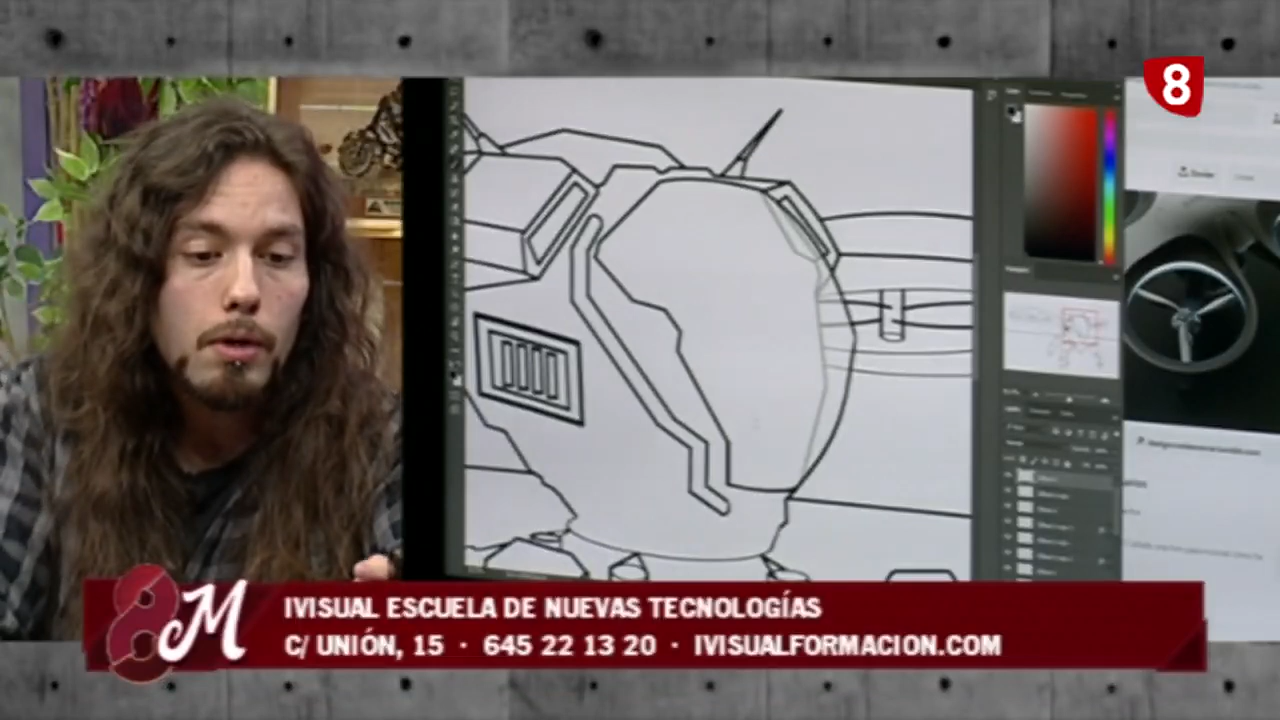 8
8M
IVISUAL ESCUELA DE NUEVAS TECNOLOGÍAS
C/ UNIÓN, 15 · 645 22 13 20 · IVISUALFORMACION.COM